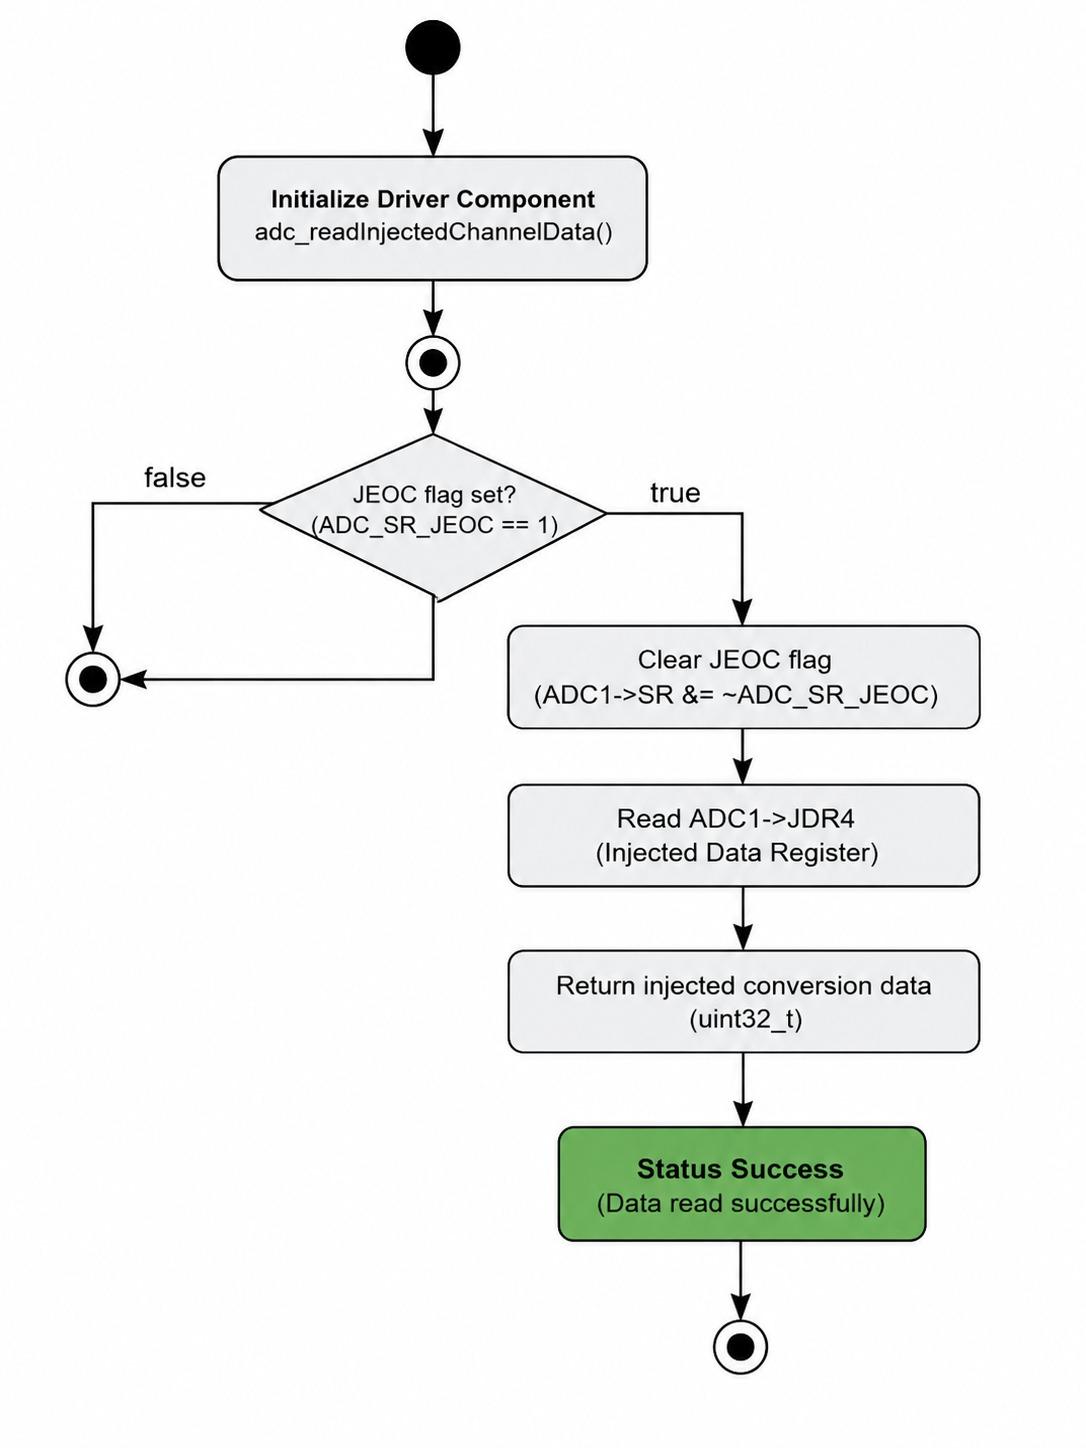 Initialize Driver Component
adc_readInjectedChannelData()
false
true
JEOC flag set?
(ADC_SR_JEOC == 1)
Clear JEOC flag
(ADC1->SR &= ~ADC_SR_JEOC)
Read ADC1->JDR4
(Injected Data Register)
Return injected conversion data
(uint32_t)
Status Success
(Data read successfully)